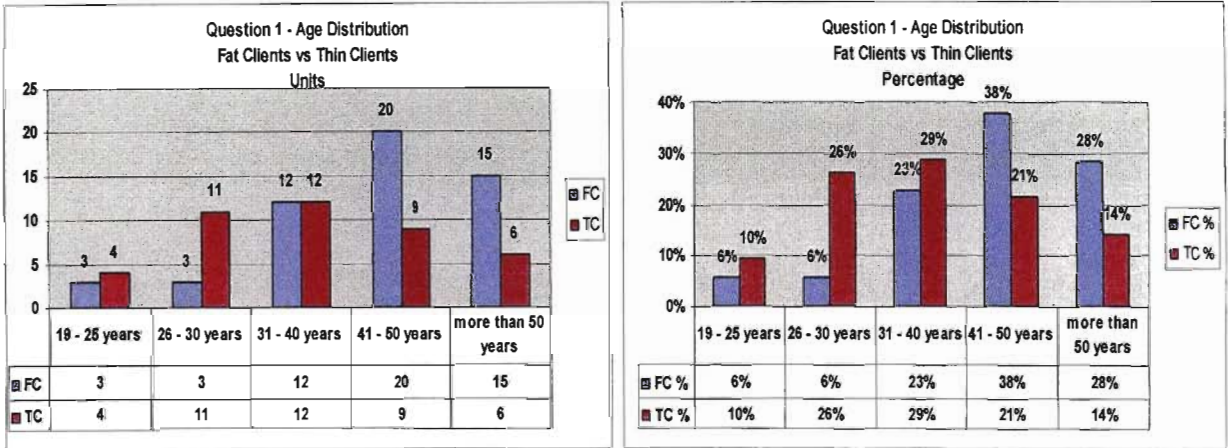 Question 1 - Age Distribution
Fat Clients vs Thin Clients
Units
25
20
15
10
5
0
3 4 3 11 12 12 20 9 15 6
FC
TC
19 - 25 years 26 - 30 years 31 - 40 years 41 - 50 years more than 50 years
FC 3 3 12 20 15
TC 4 11 12 9 6
Question 1 - Age Distribution
Fat Clients vs Thin Clients
Percentage
40%
30%
20%
10%
0%
6% 10% 6% 26% 23% 29% 38% 21% 28% 14%
FC %
TC %
19 - 25 years 26 - 30 years 31 - 40 years 41 - 50 years more than 50 years
FC % 6% 6% 23% 38% 28%
TC % 10% 26% 29% 21% 14%